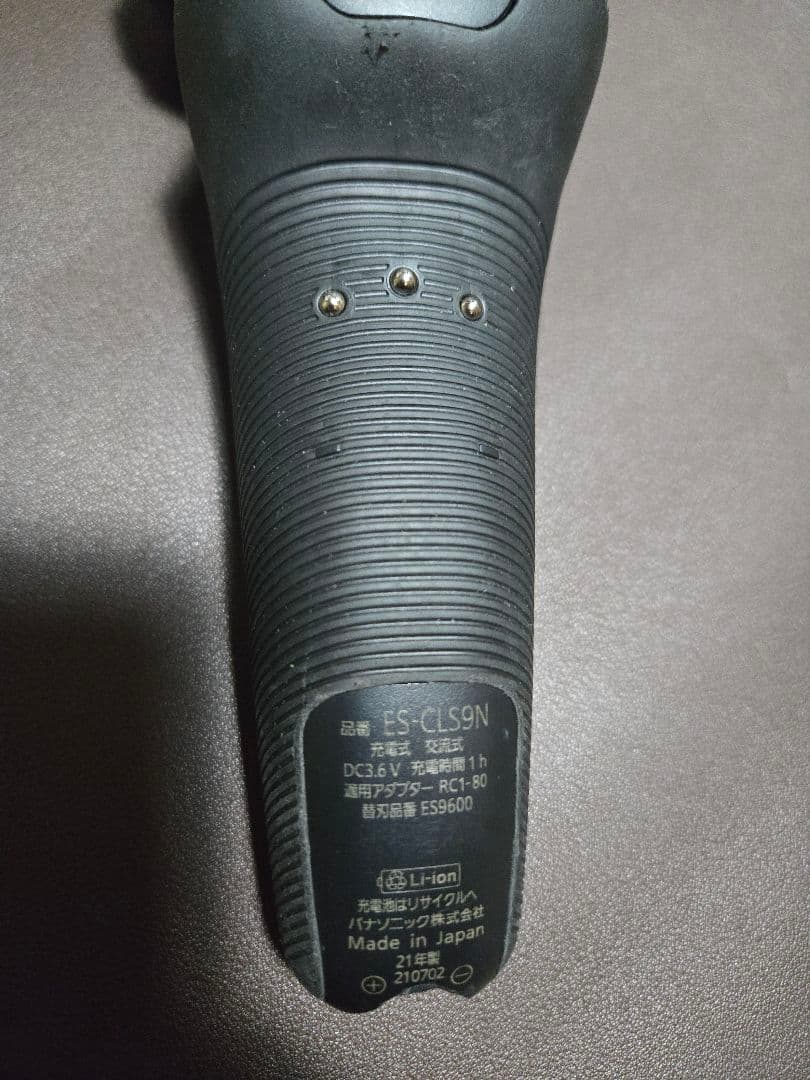 品番 ES-CLS9N
充電式 交流式
DC3.6V 充電時間1h
適用アダプター RC1-80
替刃品番 ES9600
Li-ion
充電池はリサイクルへ
パナソニック株式会社
Made in Japan
21年製
210702